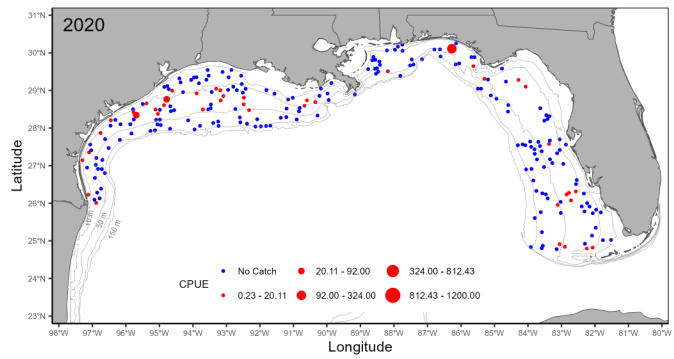 2020
31°N
30°N
29°N
28°N
27°N
26°N
25°N
24°N
23°N
Latitude
10 m
50 m
150 m
CPUE
No Catch
0.23 - 20.11
20.11 - 92.00
92.00 - 324.00
324.00 - 812.43
812.43 - 1200.00
98°W 97°W 96°W 95°W 94°W 93°W 92°W 91°W 90°W 89°W 88°W 87°W 86°W 85°W 84°W 83°W 82°W 81°W 80°W
Longitude